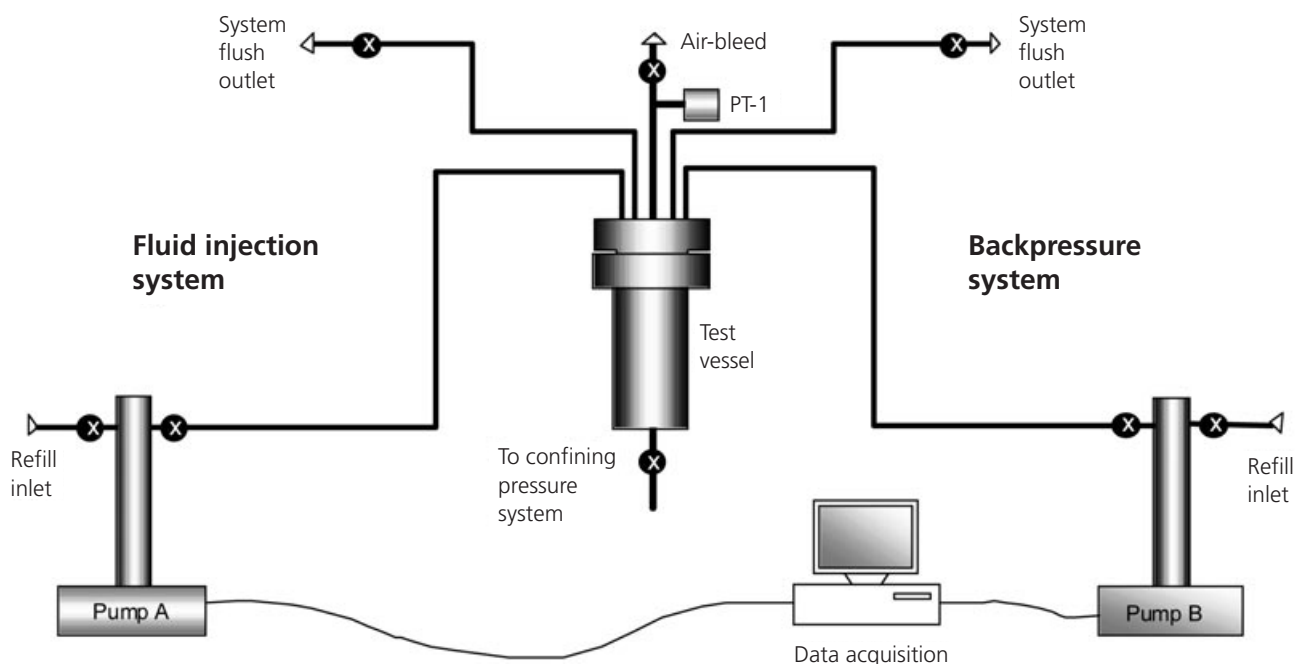 System
flush
outlet
Air-bleed
System
flush
outlet
PT-1
Fluid injection
system
Backpressure
system
Test
vessel
Refill
inlet
To confining
pressure
system
Refill
inlet
Pump A
Pump B
Data acquisition
X
X
X
X
X
X
X
X